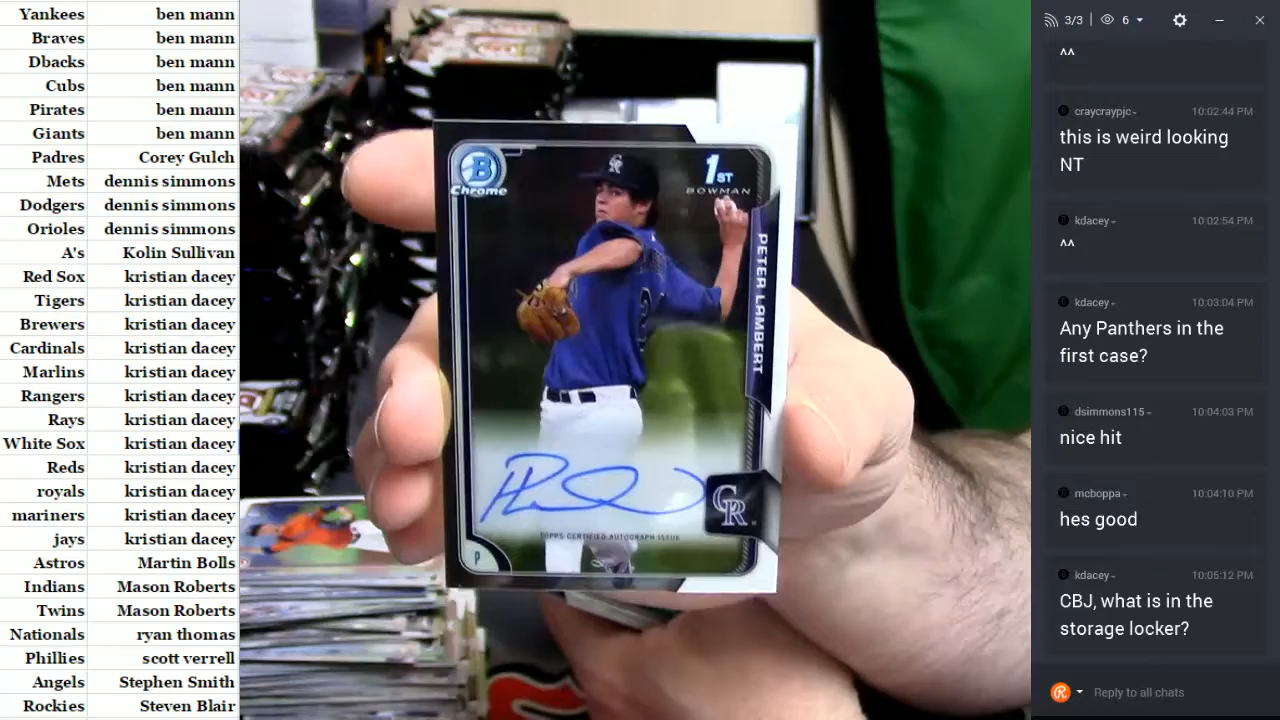 Yankees ben mann
Braves ben mann
Dbacks ben mann
Cubs ben mann
Pirates ben mann
Giants ben mann
Padres Corey Gulch
Mets dennis simmons
Dodgers dennis simmons
Orioles dennis simmons
A's Kolin Sullivan
Red Sox kristian dacey
Tigers kristian dacey
Brewers kristian dacey
Cardinals kristian dacey
Marlins kristian dacey
Rangers kristian dacey
Rays kristian dacey
White Sox kristian dacey
Reds kristian dacey
royals kristian dacey
mariners kristian dacey
jays kristian dacey
Astros Martin Bolls
Indians Mason Roberts
Twins Mason Roberts
Nationals ryan thomas
Phillies scott verrell
Angels Stephen Smith
Rockies Steven Blair
B
Chrome
CR
1ST
BOWMAN
PETER LAMBERT
CR
TOPPS CERTIFIED AUTOGRAPH ISSUE
P
3/3 6
^^
craycraypjc 10:02:44 PM
this is weird looking
NT
kdacey 10:02:54 PM
^^
kdacey 10:03:04 PM
Any Panthers in the
first case?
dsimmons115 10:04:03 PM
nice hit
mcboppa 10:04:10 PM
hes good
kdacey 10:05:12 PM
CBJ, what is in the
storage locker?
Reply to all chats